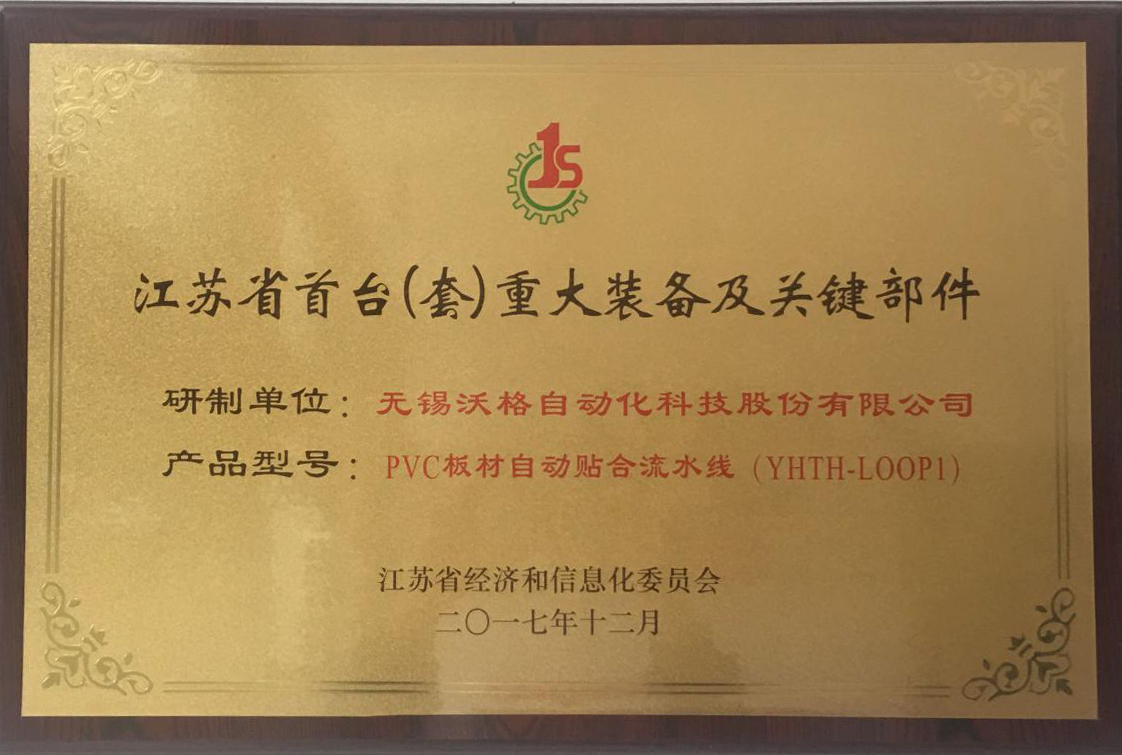 1S
江苏省首台(套)重大装备及关键部件
研制单位：无锡沃格自动化科技股份有限公司
产品型号：PVC板材自动贴合流水线（YHTH-LOOP1）
江苏省经济和信息化委员会
二〇一七年十二月